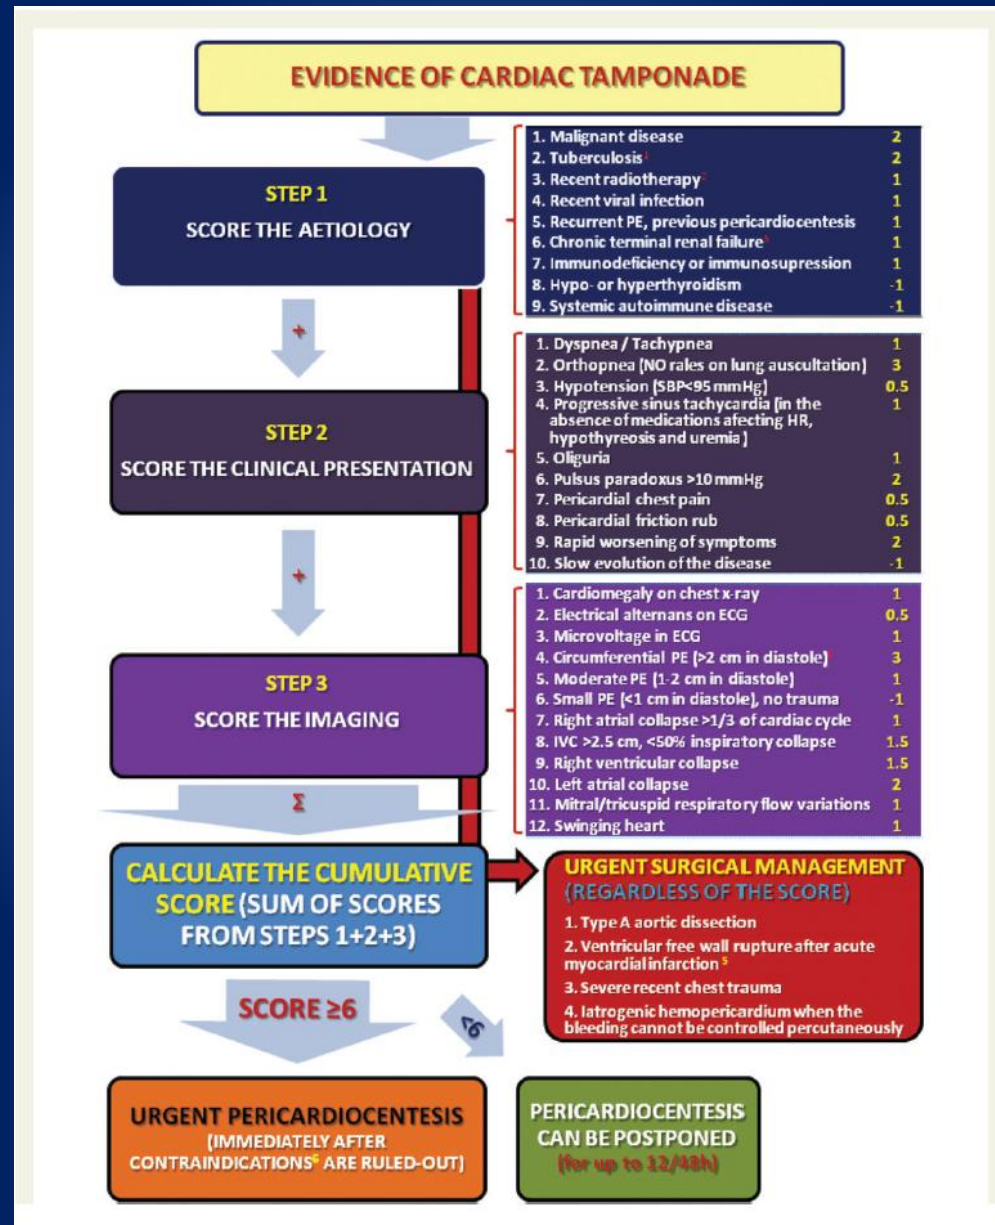 EVIDENCE OF CARDIAC TAMPONADE
STEP 1
SCORE THE AETIOLOGY
1. Malignant disease 2
2. Tuberculosis¹ 2
3. Recent radiotherapy² 1
4. Recent viral infection 1
5. Recurrent PE, previous pericardiocentesis 1
6. Chronic terminal renal failure³ 1
7. Immunodeficiency or immunosupression 1
8. Hypo- or hyperthyroidism -1
9. Systemic autoimmune disease -1
+
STEP 2
SCORE THE CLINICAL PRESENTATION
1. Dyspnea / Tachypnea 1
2. Orthopnea (NO rales on lung auscultation) 3
3. Hypotension (SBP<95 mmHg) 0.5
4. Progressive sinus tachycardia (in the 1
absence of medications afecting HR,
hypothyreosis and uremia)
5. Oliguria 1
6. Pulsus paradoxus >10 mmHg 2
7. Pericardial chest pain 0.5
8. Pericardial friction rub 0.5
9. Rapid worsening of symptoms 2
10. Slow evolution of the disease -1
+
STEP 3
SCORE THE IMAGING
1. Cardiomegaly on chest x-ray 1
2. Electrical alternans on ECG 0.5
3. Microvoltage in ECG 1
4. Circumferential PE (>2 cm in diastole) 3
5. Moderate PE (1-2 cm in diastole) 1
6. Small PE (<1 cm in diastole), no trauma -1
7. Right atrial collapse >1/3 of cardiac cycle 1
8. IVC >2.5 cm, <50% inspiratory collapse 1.5
9. Right ventricular collapse 1.5
10. Left atrial collapse 2
11. Mitral/tricuspid respiratory flow variations 1
12. Swinging heart 1
Σ
CALCULATE THE CUMULATIVE
SCORE (SUM OF SCORES
FROM STEPS 1+2+3)
URGENT SURGICAL MANAGEMENT
(REGARDLESS OF THE SCORE)
1. Type A aortic dissection
2. Ventricular free wall rupture after acute
myocardial infarction ⁵
3. Severe recent chest trauma
4. Iatrogenic hemopericardium when the
bleeding cannot be controlled percutaneously
SCORE ≥6
<6
URGENT PERICARDIOCENTESIS
(IMMEDIATELY AFTER
CONTRAINDICATIONS⁶ ARE RULED-OUT)
PERICARDIOCENTESIS
CAN BE POSTPONED
(for up to 12/48h)